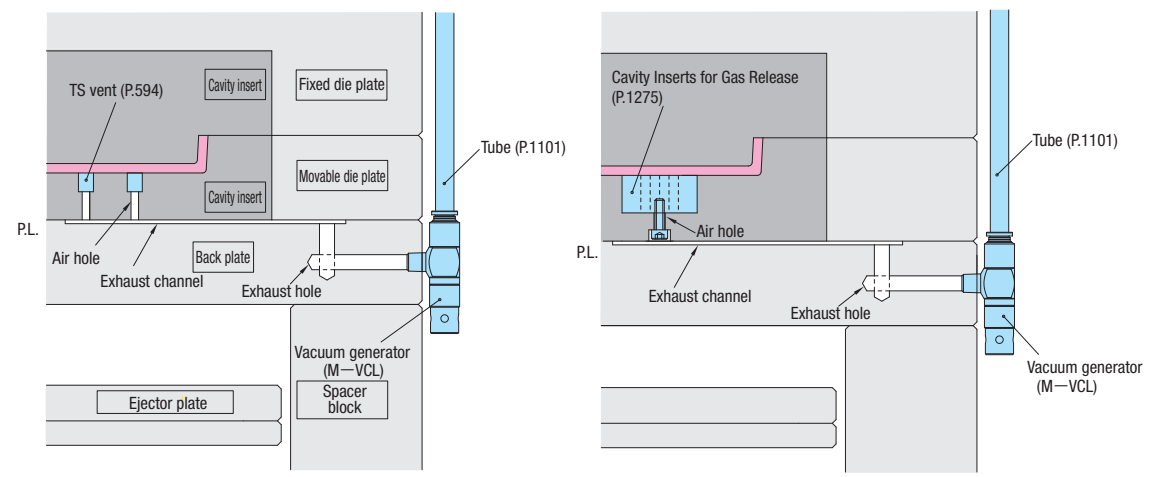 TS vent (P.594)
Cavity insert
Fixed die plate
Tube (P.1101)
Movable die plate
Cavity insert
P.L.
Air hole
Exhaust channel
Back plate
Exhaust hole
Vacuum generator
(M－VCL)
Spacer
block
Ejector plate
Cavity Inserts for Gas Release
(P.1275)
Tube (P.1101)
Air hole
P.L.
Exhaust channel
Exhaust hole
Vacuum generator
(M－VCL)